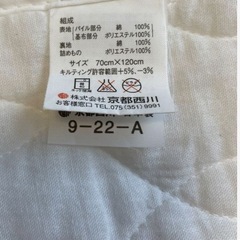 組成
表地 パイル部分 綿 100%
基布部分 ポリエステル100%
裏地 綿 100%
詰めもの ポリエステル100%
サイズ 70cm×120cm
キルティング許容範囲+5%、-3%
株式会社 京都西川
お客様窓口 TEL.075(351)9991
9-22-A